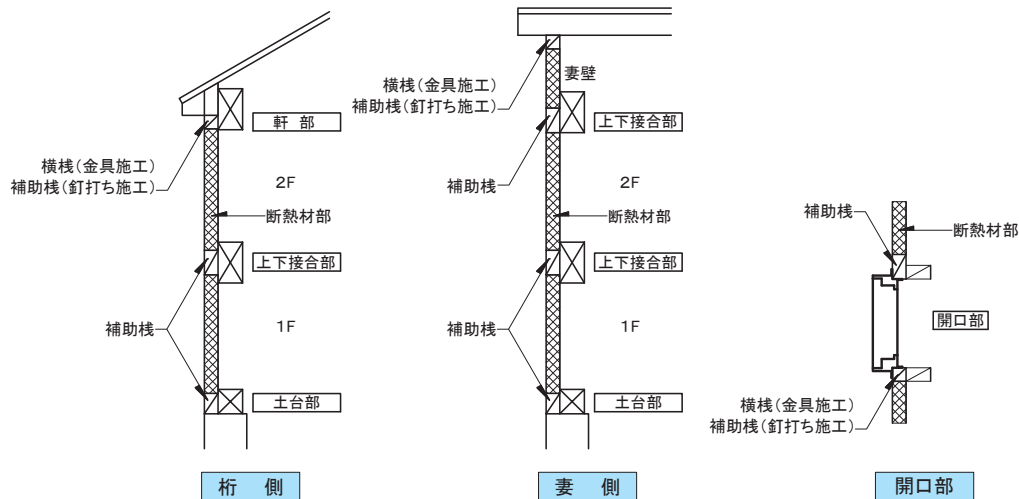 軒 部
横桟(金具施工)
補助桟(釘打ち施工)
2F
断熱材部
上下接合部
補助桟
1F
土台部
桁 側
横桟(金具施工)
補助桟(釘打ち施工)
妻壁
上下接合部
補助桟
2F
断熱材部
上下接合部
補助桟
1F
土台部
妻 側
補助桟
断熱材部
開口部
横桟(金具施工)
補助桟(釘打ち施工)
開口部